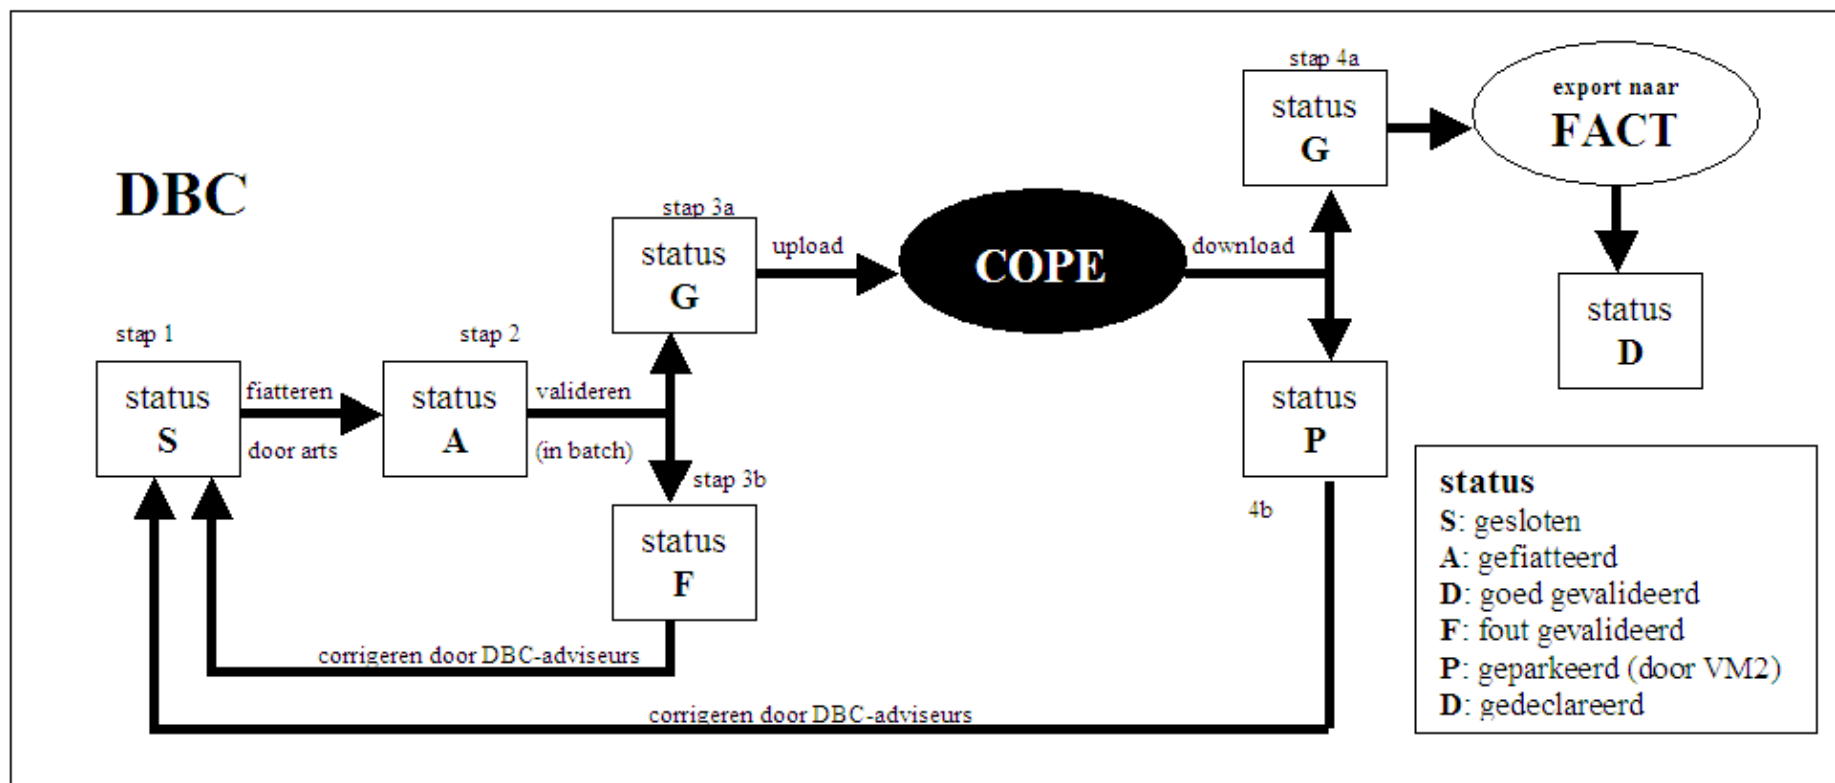 DBC
stap 1
status
S
fiatteren
door arts
stap 2
status
A
valideren
(in batch)
stap 3a
status
G
stap 3b
status
F
upload
COPE
download
stap 4a
status
G
export naar
FACT
status
D
status
P
4b
corrigeren door DBC-adviseurs
corrigeren door DBC-adviseurs
status
S: gesloten
A: gefiatteerd
D: goed gevalideerd
F: fout gevalideerd
P: geparkeerd (door VM2)
D: gedeclareerd